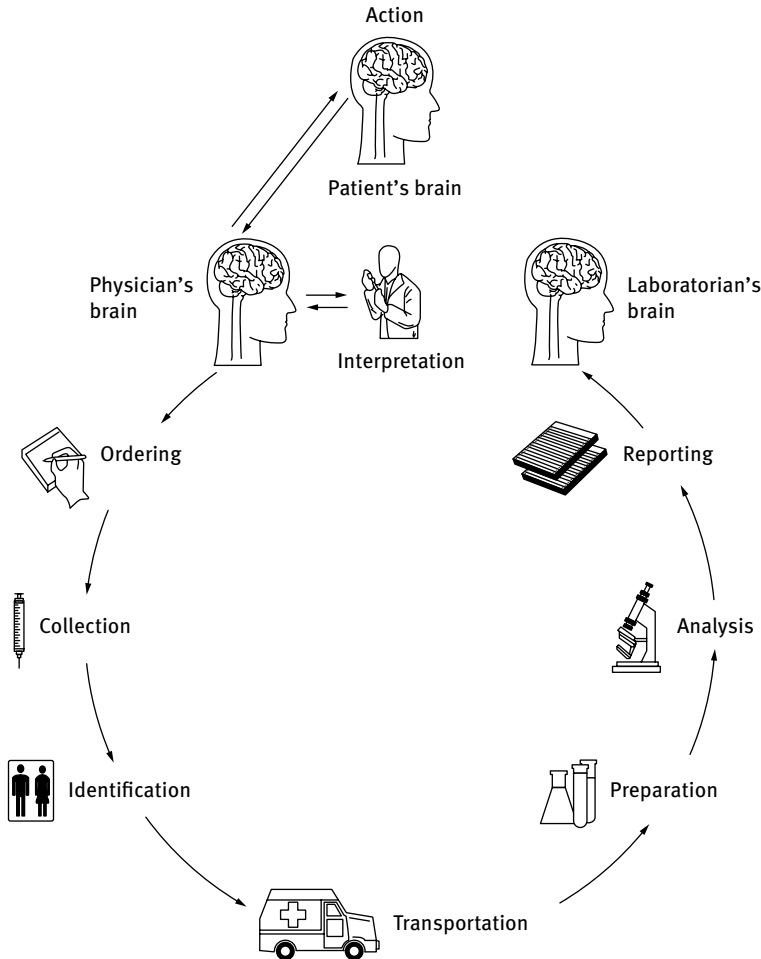 Action
Patient's brain
Physician's
brain
Interpretation
Laboratorian's
brain
Ordering
Reporting
Collection
Analysis
Identification
Preparation
Transportation